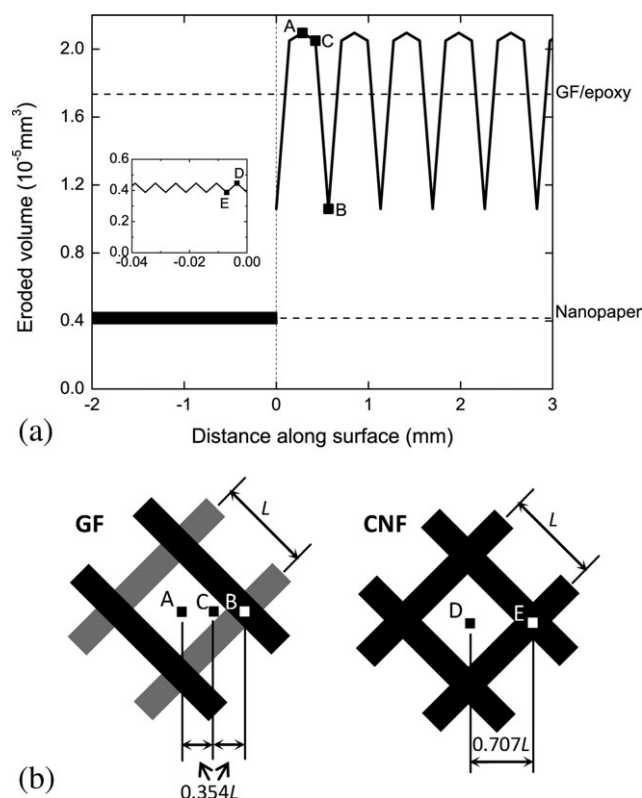 (a)
Eroded volume (10⁻⁵mm³)
2.0
1.6
1.2
0.8
0.4
0.0
A
C
B
GF/epoxy
Nanopaper
0.6
0.4
0.2
0.0
D
E
-0.04 -0.02 0.00
-2 -1 0 1 2 3
Distance along surface (mm)
(b)
GF
L
A C B
0.354L
CNF
L
D E
0.707L